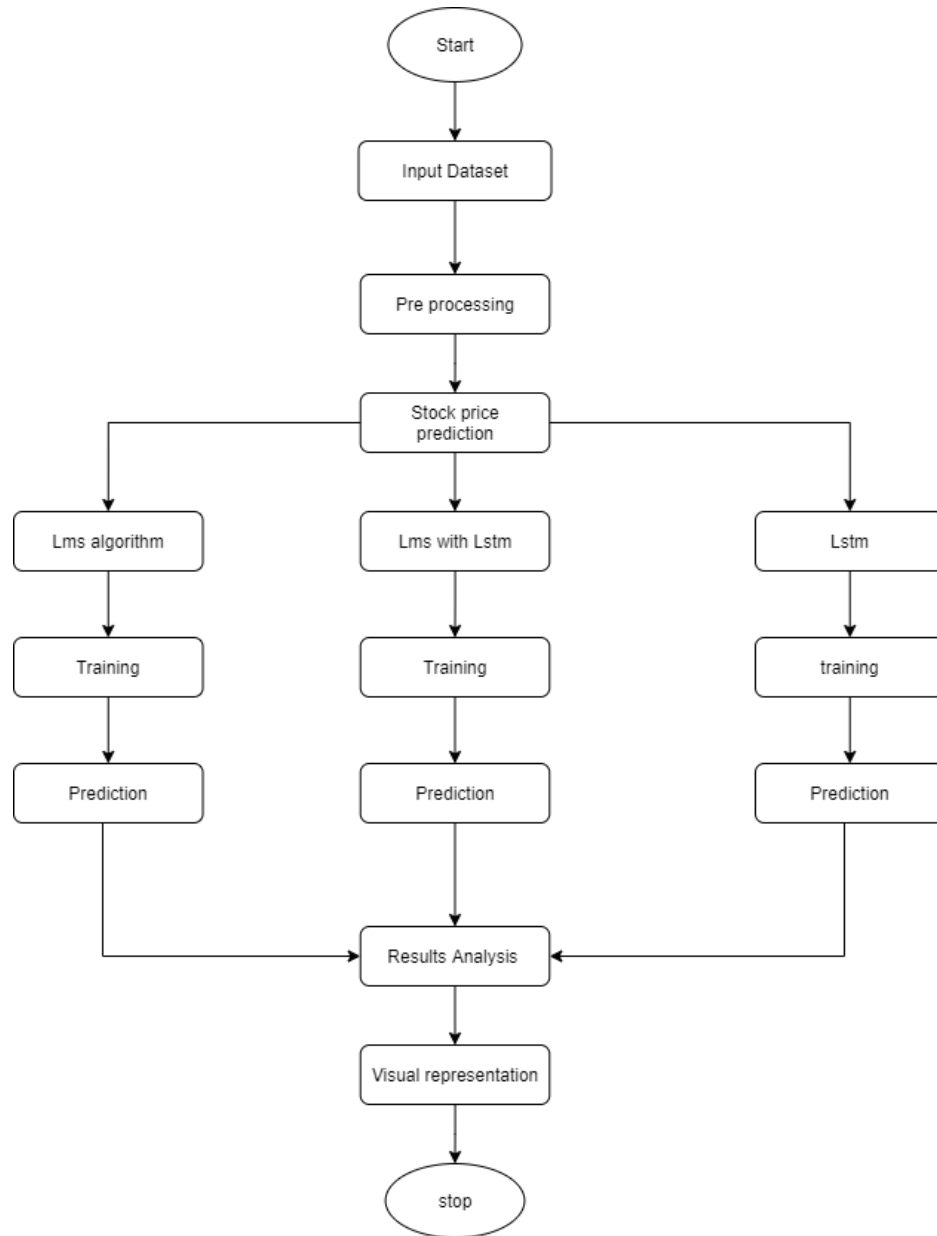 Start
Input Dataset
Pre processing
Stock price
prediction
Lms algorithm
Lms with Lstm
Lstm
Training
Training
training
Prediction
Prediction
Prediction
Results Analysis
Visual representation
stop